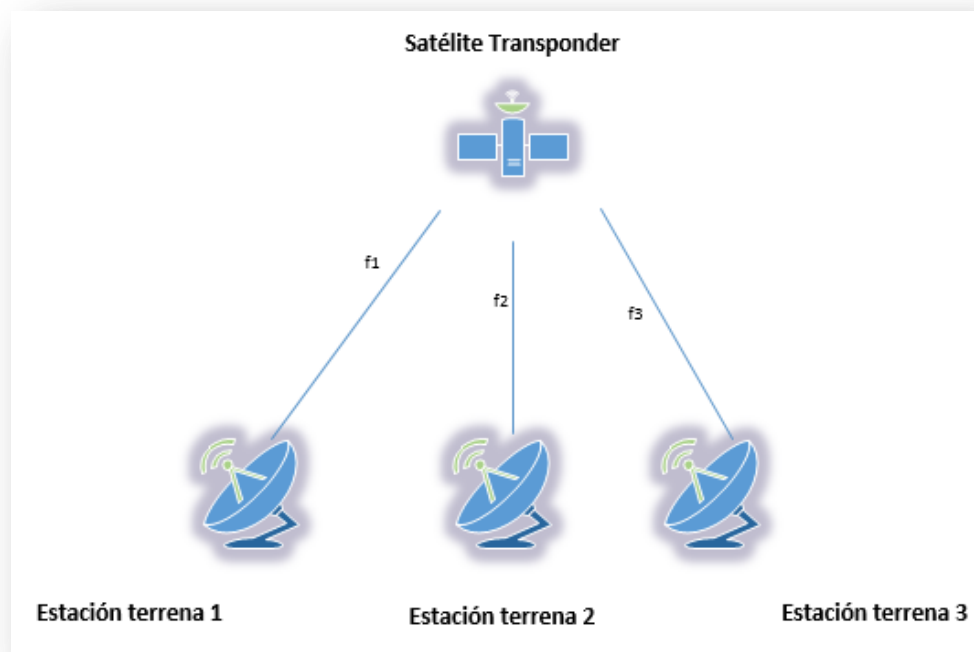 Satélite Transponder
f1
f2
f3
Estación terrena 1
Estación terrena 2
Estación terrena 3